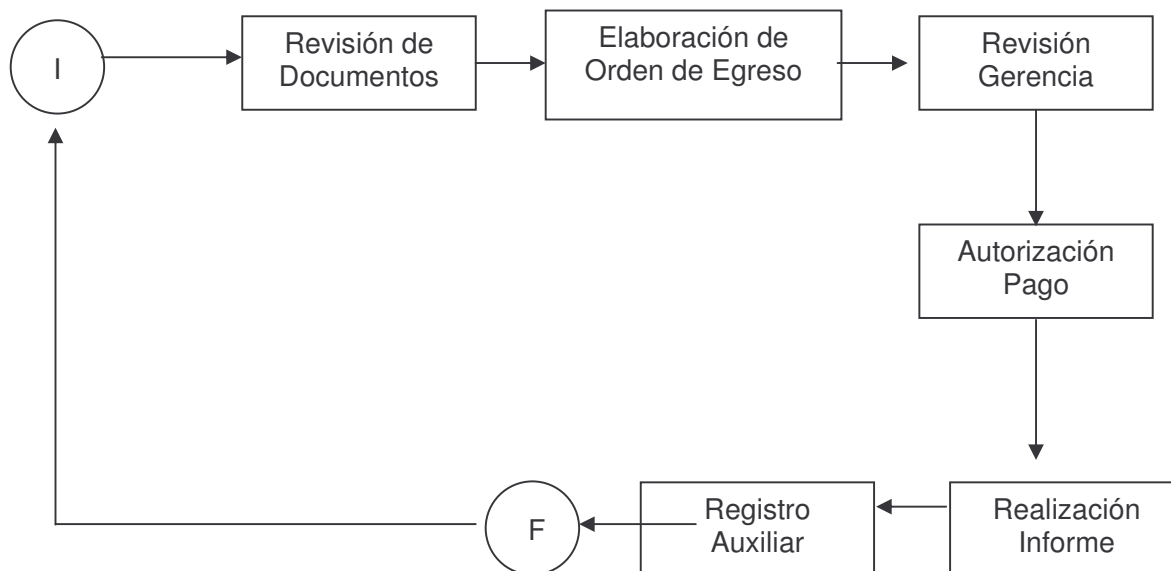 I
Revisión de
Documentos
Elaboración de
Orden de Egreso
Revisión
Gerencia
Autorización
Pago
Realización
Informe
Registro
Auxiliar
F